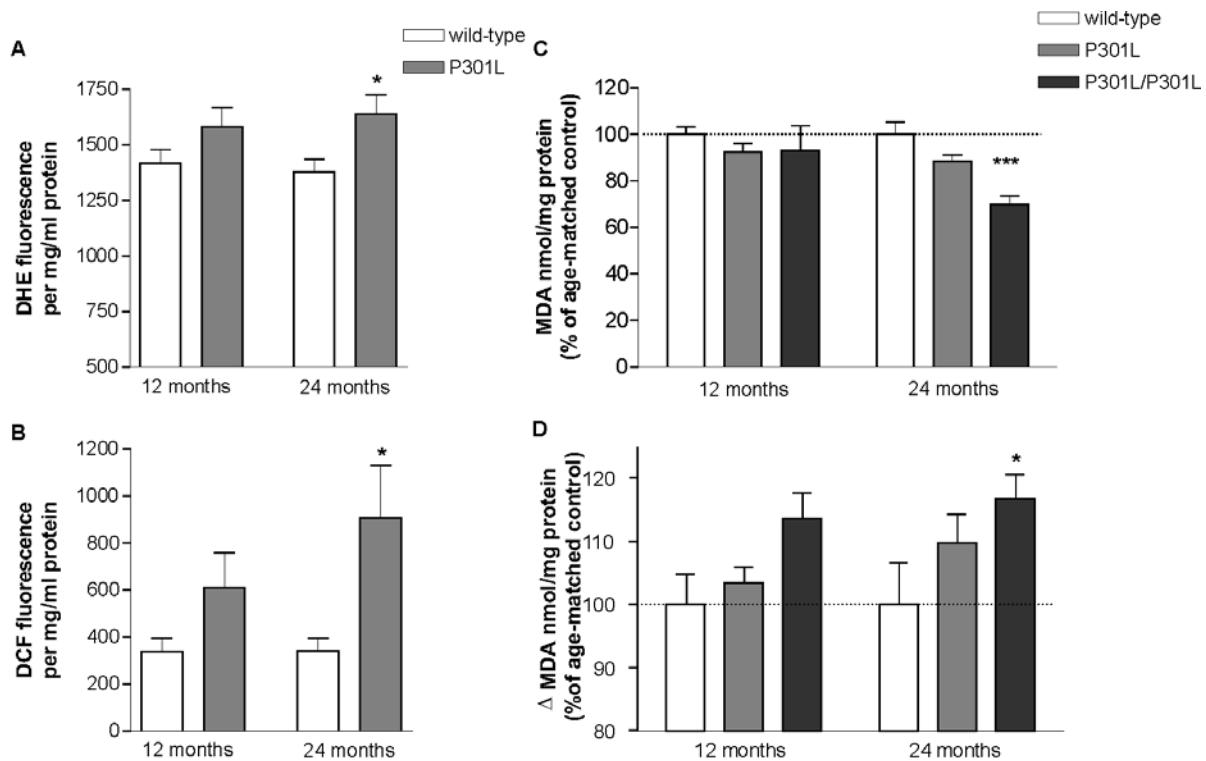 A
wild-type
P301L
*
1750
1500
1250
1000
750
500
DHE fluorescence
per mg/ml protein
12 months
24 months
B
*
1200
1000
800
600
400
200
0
DCF fluorescence
per mg/ml protein
12 months
24 months
C
wild-type
P301L
P301L/P301L
***
120
100
80
60
40
20
0
MDA nmol/mg protein
(% of age-matched control)
12 months
24 months
D
*
120
110
100
90
80
Δ MDA nmol/mg protein
(%of age-matched control)
12 months
24 months